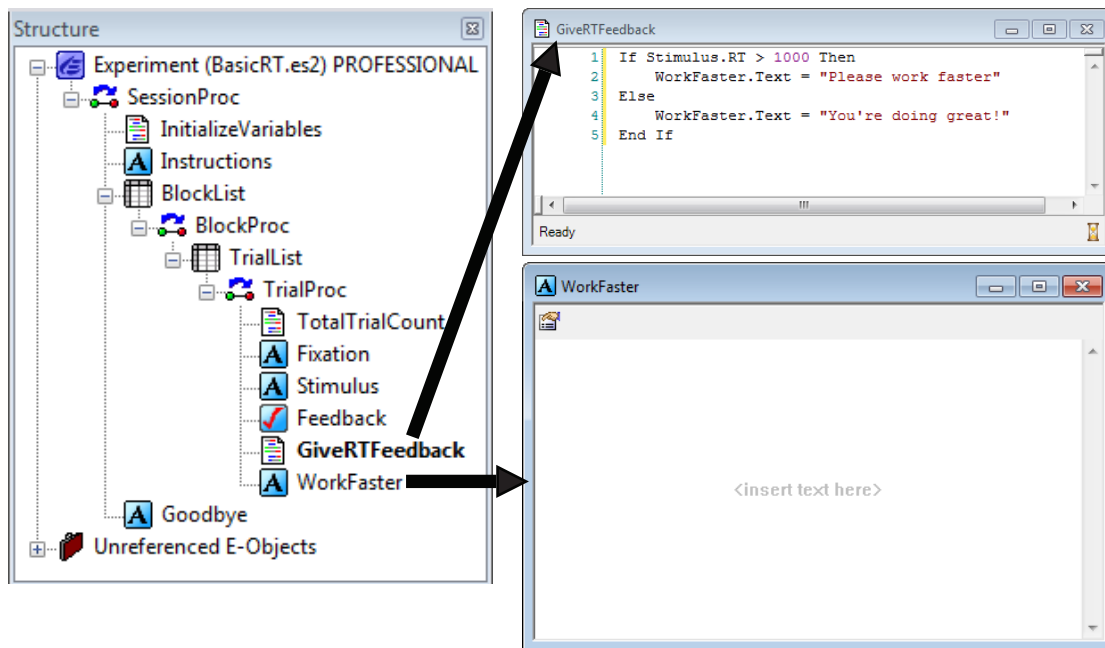 Structure
Experiment (BasicRT.es2) PROFESSIONAL
SessionProc
InitializeVariables
Instructions
BlockList
BlockProc
TrialList
TrialProc
TotalTrialCount
Fixation
Stimulus
Feedback
GiveRTFeedback
WorkFaster
Goodbye
Unreferenced E-Objects
GiveRTFeedback
1 If Stimulus.RT > 1000 Then
2 WorkFaster.Text = "Please work faster"
3 Else
4 WorkFaster.Text = "You're doing great!"
5 End If
Ready
WorkFaster
<insert text here>